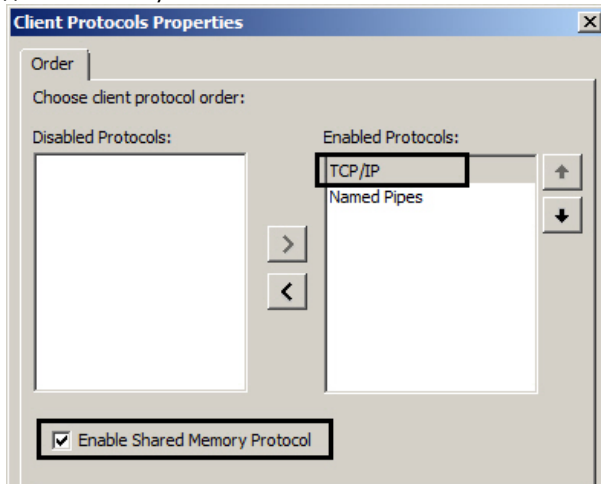 Client Protocols Properties
Order
Choose client protocol order:
Disabled Protocols:
Enabled Protocols:
TCP/IP
Named Pipes
Enable Shared Memory Protocol